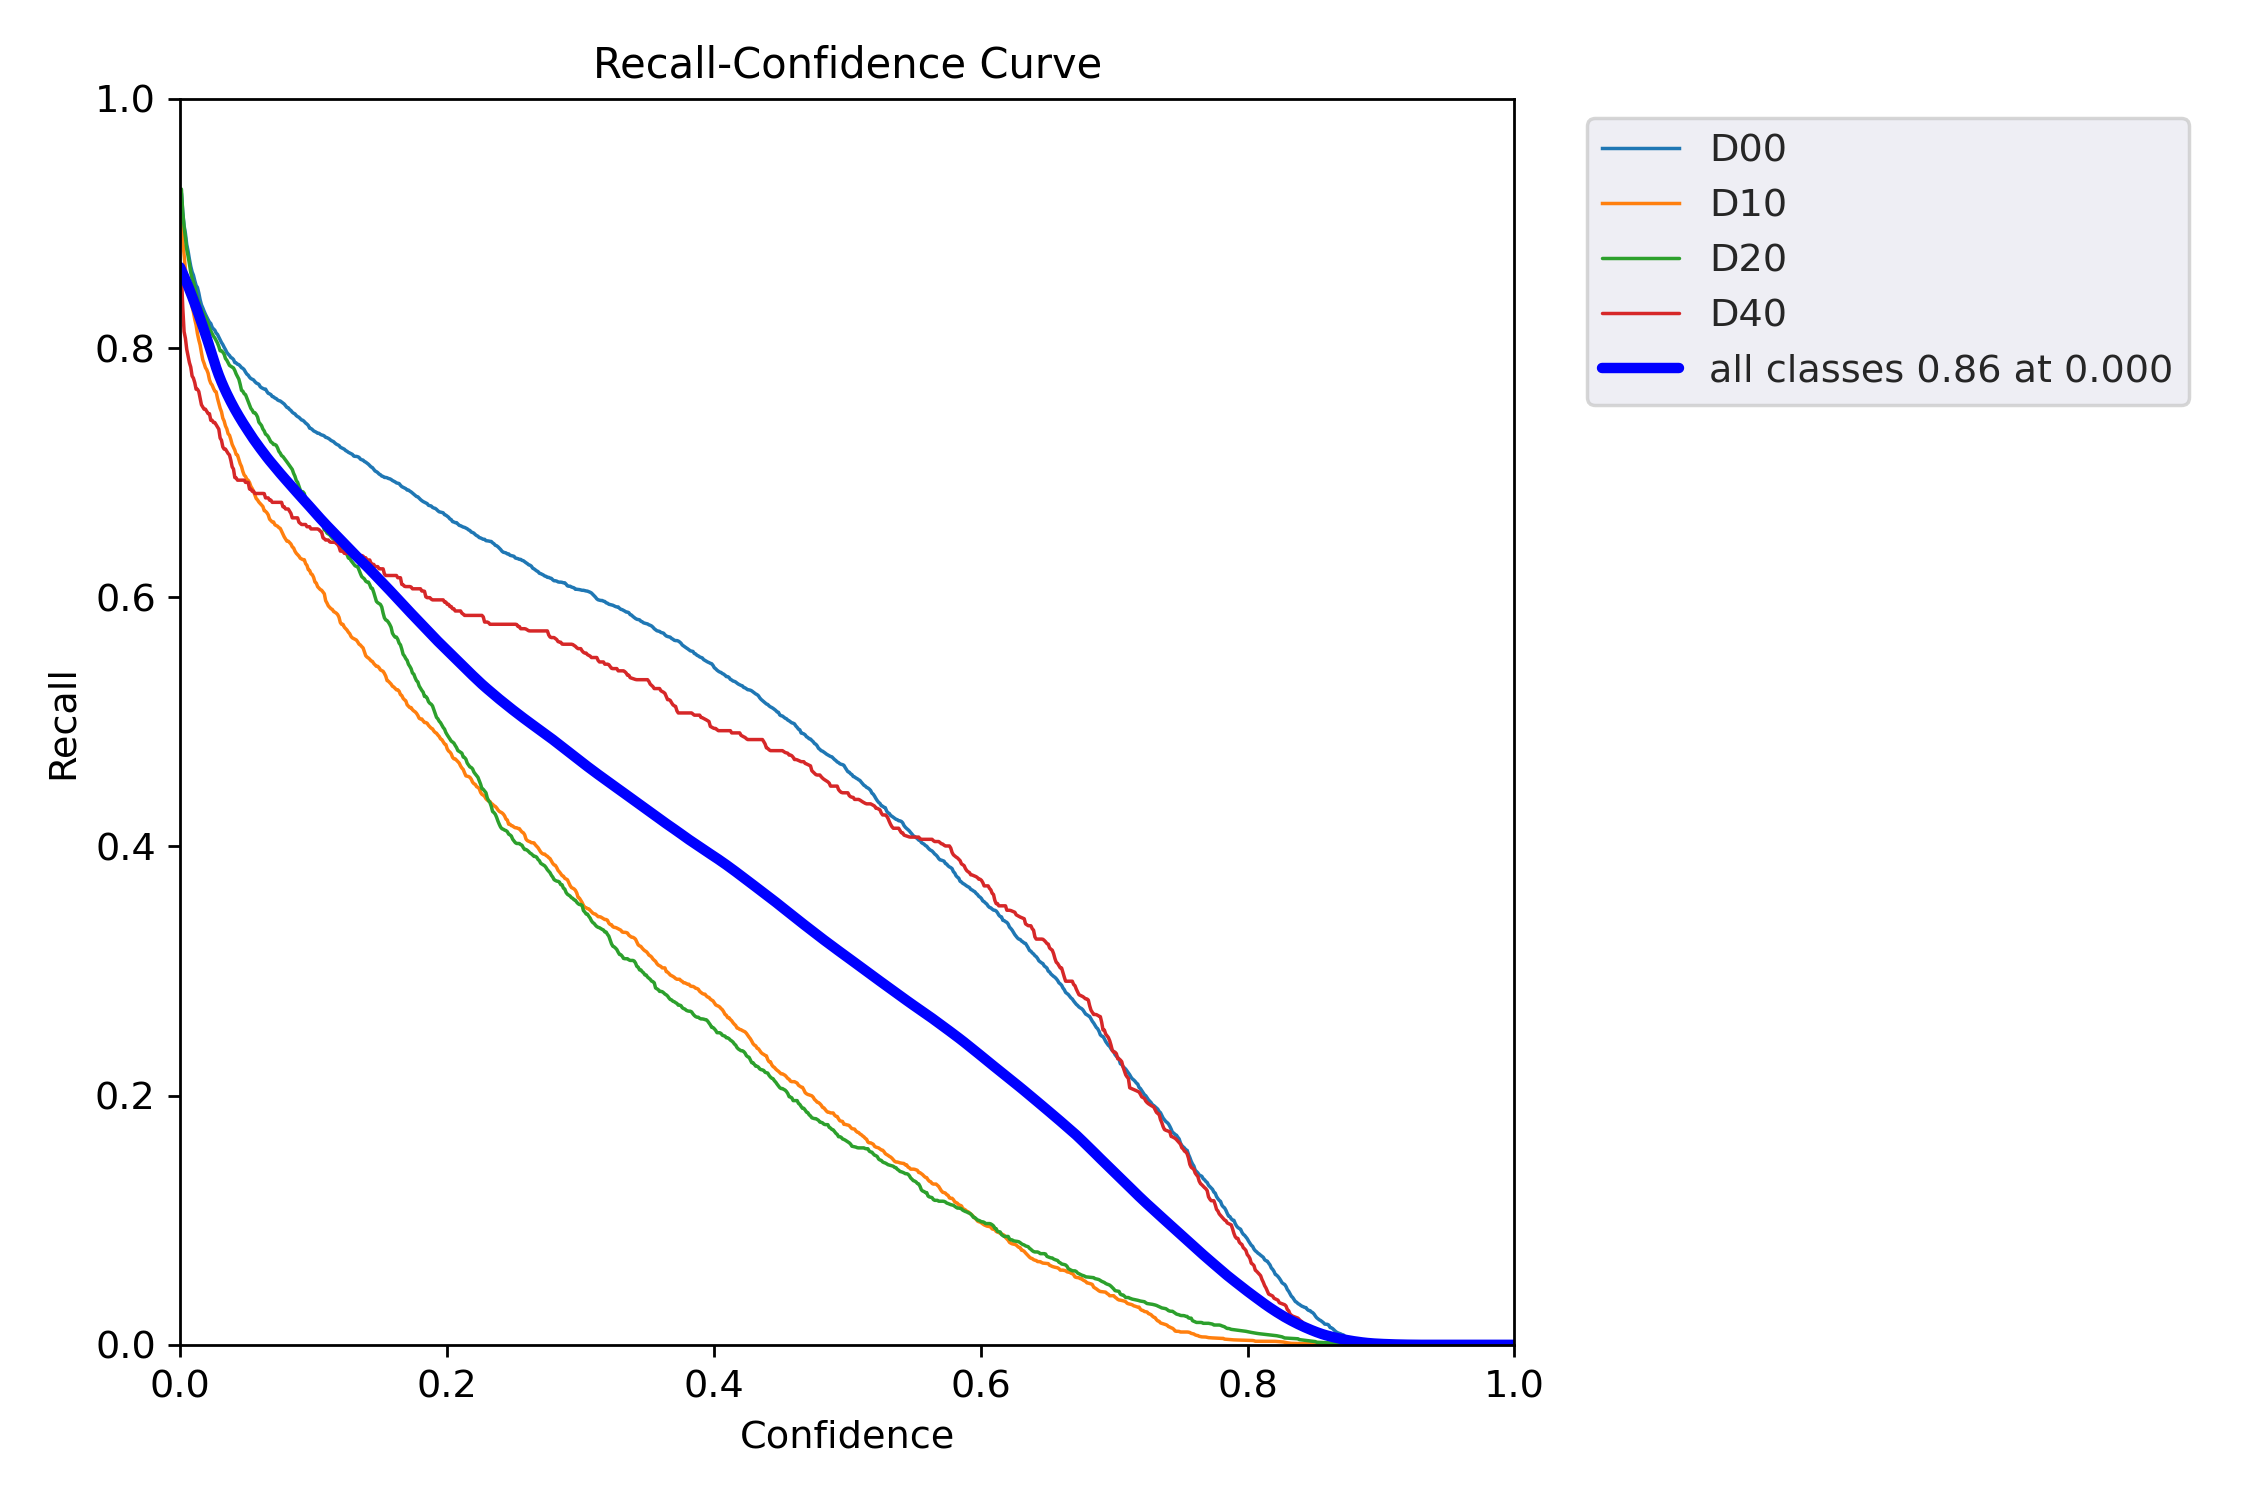 Recall-Confidence Curve
1.0
0.8
0.6
0.4
0.2
0.0
Recall
0.0 0.2 0.4 0.6 0.8 1.0
Confidence
D00
D10
D20
D40
all classes 0.86 at 0.000